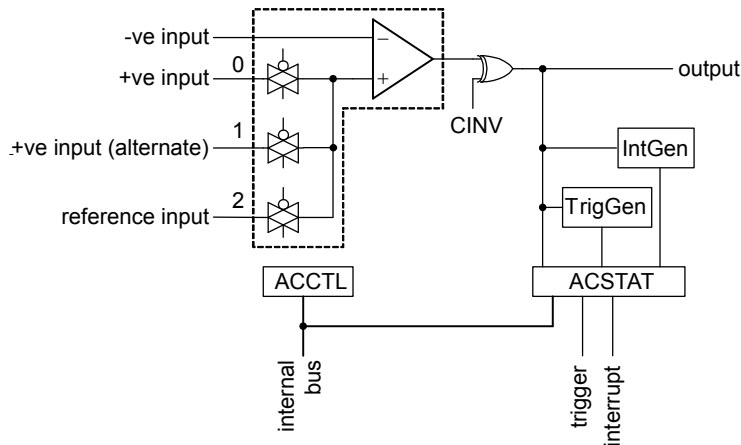 -ve input
+ve input
0
+ve input (alternate)
1
reference input
2
−
+
CINV
output
IntGen
TrigGen
ACCTL
ACSTAT
internal
bus
trigger
interrupt